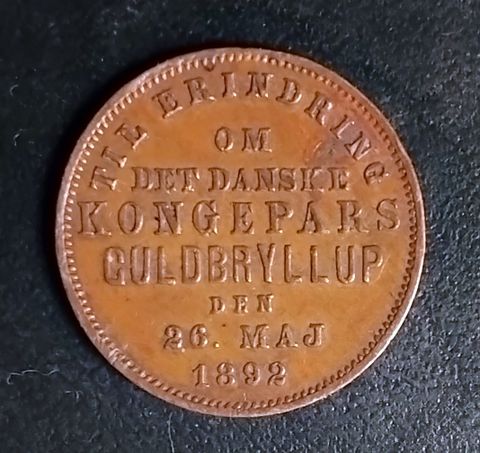 TIL ERINDRING
OM
DET DANSKE
KONGEPARS
GULDBRYLLUP
DEN
26. MAJ
1892